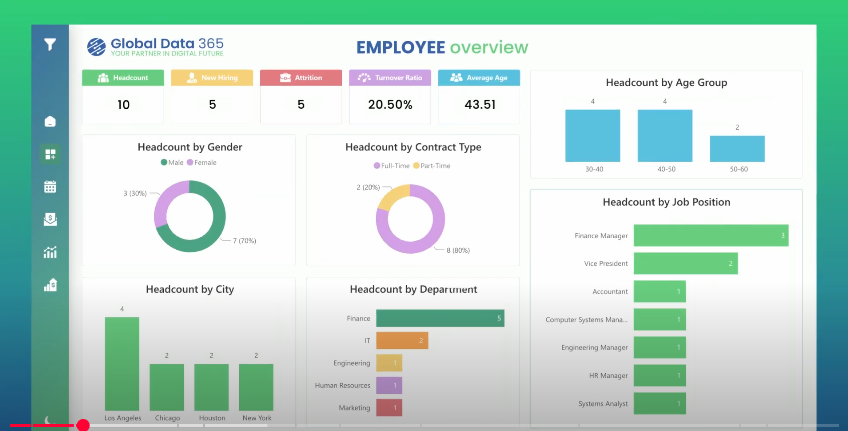 Global Data 365
YOUR PARTNER IN DIGITAL FUTURE
EMPLOYEE overview
Headcount
10
New Hiring
5
Attrition
5
Turnover Ratio
20.50%
Average Age
43.51
Headcount by Age Group
4
4
2
30-40
40-50
50-60
Headcount by Gender
Male
Female
3 (30%)
7 (70%)
Headcount by Contract Type
Full-Time
Part-Time
2 (20%)
8 (80%)
Headcount by Job Position
Finance Manager
3
Vice President
2
Accountant
1
Computer Systems Mana...
1
Engineering Manager
1
HR Manager
1
Systems Analyst
1
Headcount by City
4
2
2
2
Los Angeles
Chicago
Houston
New York
Headcount by Department
Finance
5
IT
2
Engineering
1
Human Resources
1
Marketing
1